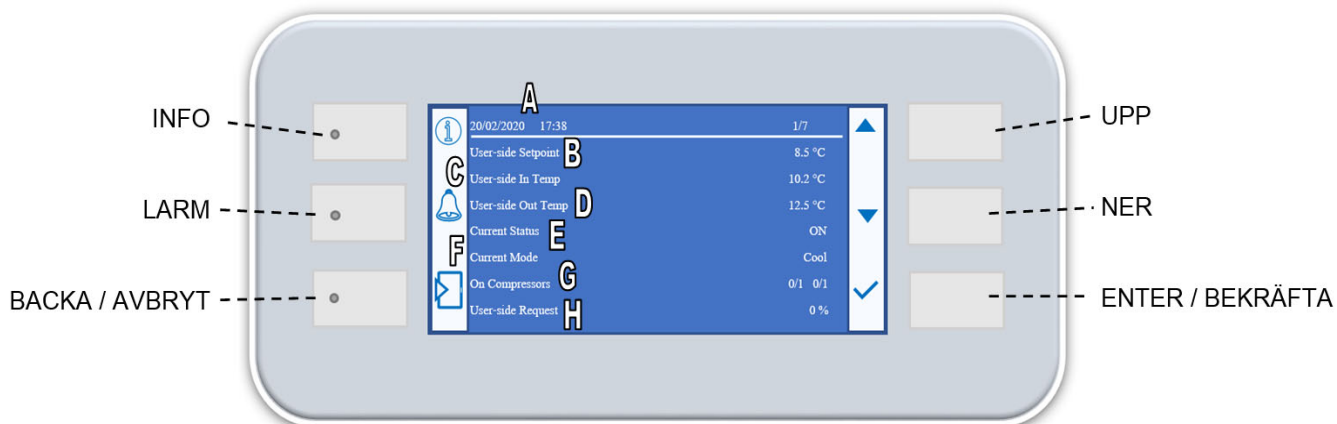 A
INFO
UPP
20/02/2020 17:38 1/7
User-side Setpoint B 8.5 °C
C
User-side In Temp 10.2 °C
LARM
NER
User-side Out Temp D 12.5 °C
Current Status E ON
F
Current Mode Cool
On Compressors G 0/1 0/1
BACKA / AVBRYT
ENTER / BEKRÄFTA
User-side Request H 0 %